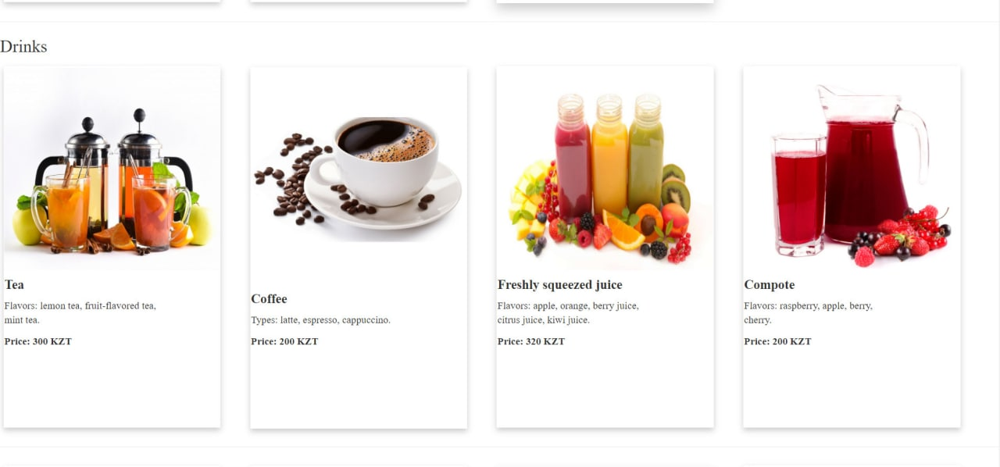 Drinks
Tea
Flavors: lemon tea, fruit-flavored tea,
mint tea.
Price: 300 KZT
Coffee
Types: latte, espresso, cappuccino.
Price: 200 KZT
Freshly squeezed juice
Flavors: apple, orange, berry juice,
citrus juice, kiwi juice.
Price: 320 KZT
Compote
Flavors: raspberry, apple, berry,
cherry.
Price: 200 KZT